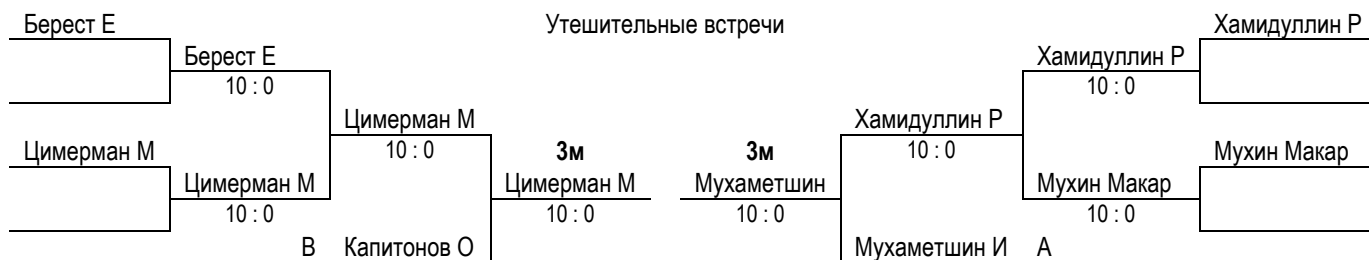 Берест Е
Утешительные встречи
Хамидуллин Р
Берест Е
Хамидуллин Р
10 : 0
10 : 0
Цимерман М
Хамидуллин Р
Цимерман М
10 : 0
3м
3м
10 : 0
Мухин Макар
Цимерман М
Цимерман М
Мухаметшин
Мухин Макар
10 : 0
10 : 0
10 : 0
10 : 0
В Капитонов О
Мухаметшин И А